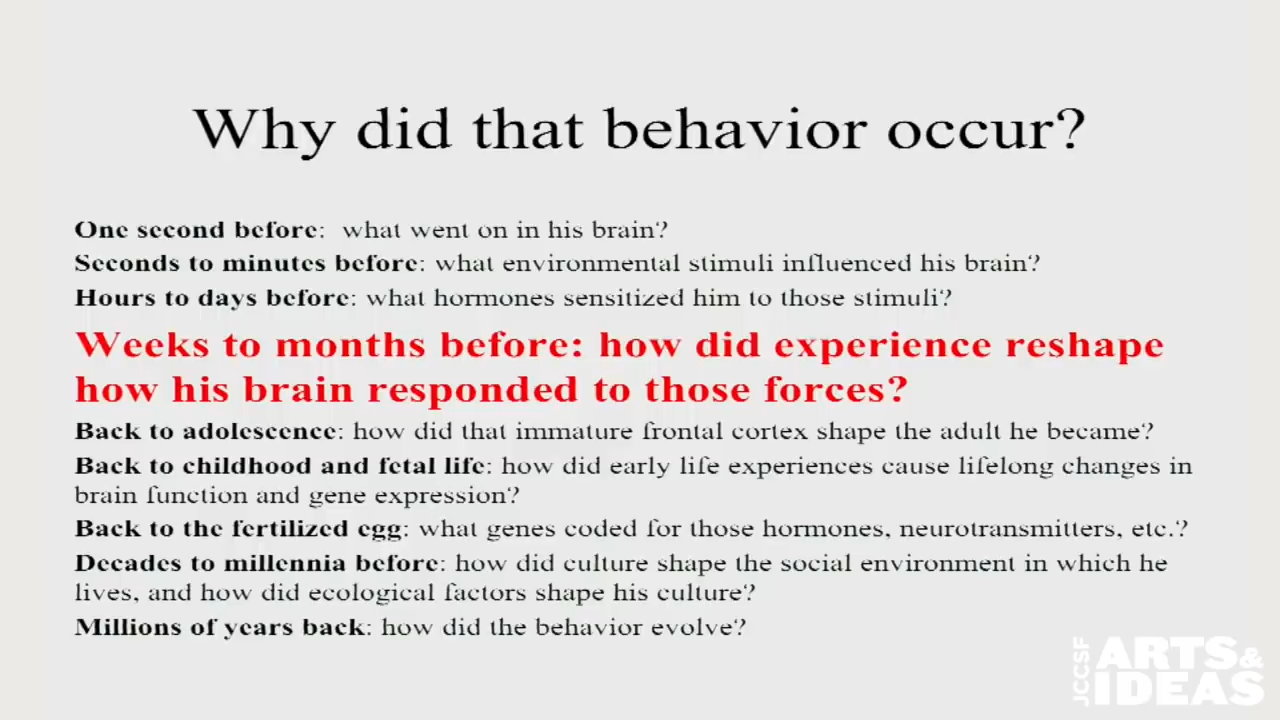 Why did that behavior occur?
One second before:  what went on in his brain?
Seconds to minutes before: what environmental stimuli influenced his brain?
Hours to days before: what hormones sensitized him to those stimuli?
Weeks to months before: how did experience reshape
how his brain responded to those forces?
Back to adolescence: how did that immature frontal cortex shape the adult he became?
Back to childhood and fetal life: how did early life experiences cause lifelong changes in
brain function and gene expression?
Back to the fertilized egg: what genes coded for those hormones, neurotransmitters, etc.?
Decades to millennia before: how did culture shape the social environment in which he
lives, and how did ecological factors shape his culture?
Millions of years back: how did the behavior evolve?
JCCSF
ARTS&
IDEAS